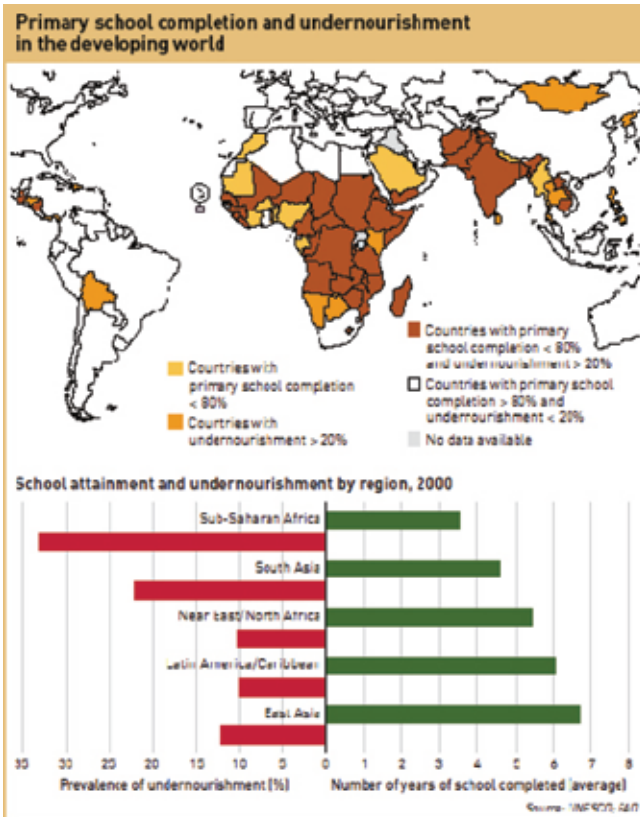 Primary school completion and undernourishment
in the developing world
Countries with
primary school completion
< 80%
Countries with
undernourishment > 20%
Countries with primary
school completion < 80%
and undernourishment > 20%
Countries with primary school
completion > 80% and
undernourishment < 20%
No data available
School attainment and undernourishment by region, 2000
Sub-Saharan Africa
South Asia
Near East/North Africa
Latin America/Caribbean
East Asia
35 30 25 20 15 10 5 0 1 2 3 4 5 6 7 8
Prevalence of undernourishment (%) Number of years of school completed (average)
Source: UNESCO; FAO